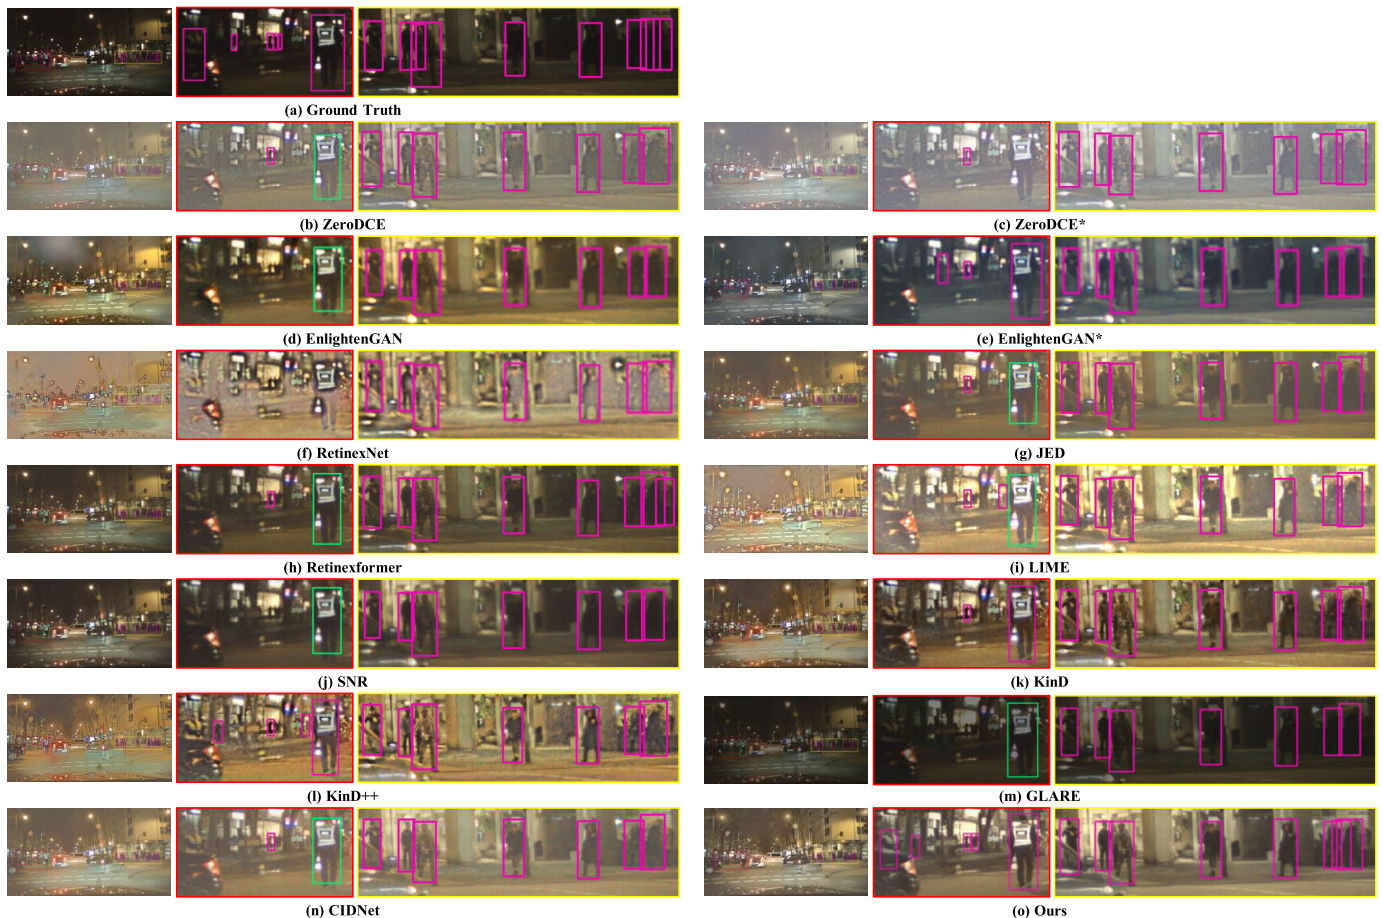 (a) Ground Truth
(b) ZeroDCE
(c) ZeroDCE*
(d) EnlightenGAN
(e) EnlightenGAN*
(f) RetinexNet
(g) JED
(h) Retinexformer
(i) LIME
(j) SNR
(k) KinD
(l) KinD++
(m) GLARE
(n) CIDNet
(o) Ours